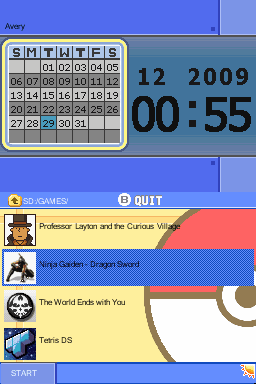 Avery
S M T W T F S
01 02 03 04 05
06 07 08 09 10 11 12
13 14 15 16 17 18 19
20 21 22 23 24 25 26
27 28 29 30 31
12 2009
00:55
SD:/GAMES/
B QUIT
Professor Layton and the Curious Village
Ninja Gaiden - Dragon Sword
The World Ends with You
Tetris DS
START